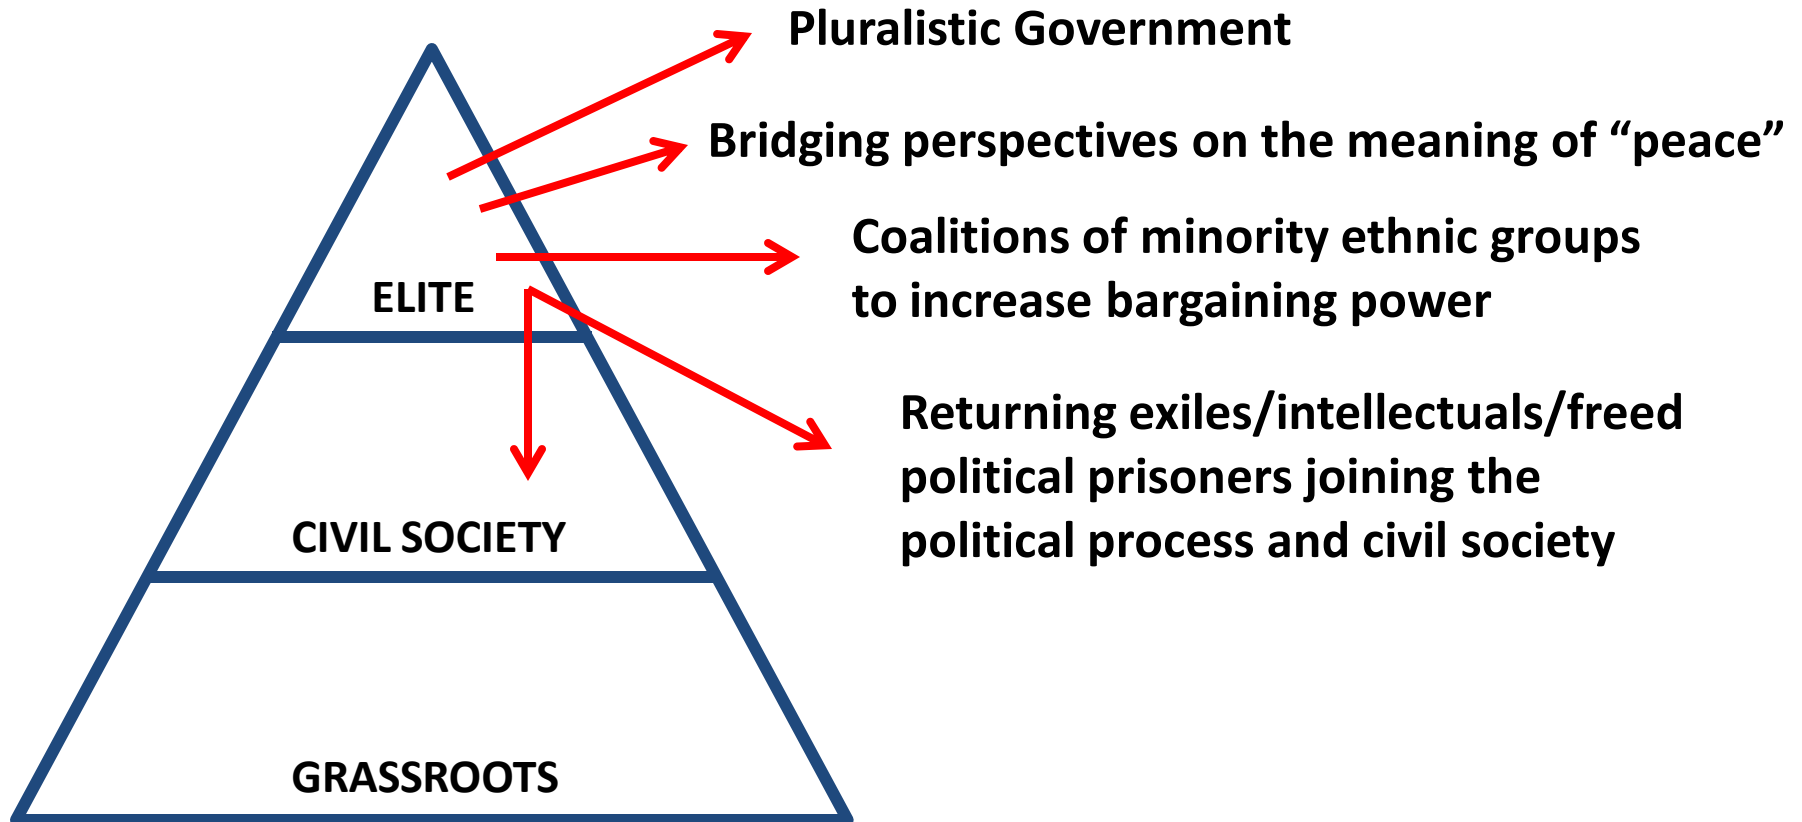 Pluralistic Government
Bridging perspectives on the meaning of “peace”
Coalitions of minority ethnic groups
to increase bargaining power
ELITE
Returning exiles/intellectuals/freed
political prisoners joining the
political process and civil society
CIVIL SOCIETY
GRASSROOTS